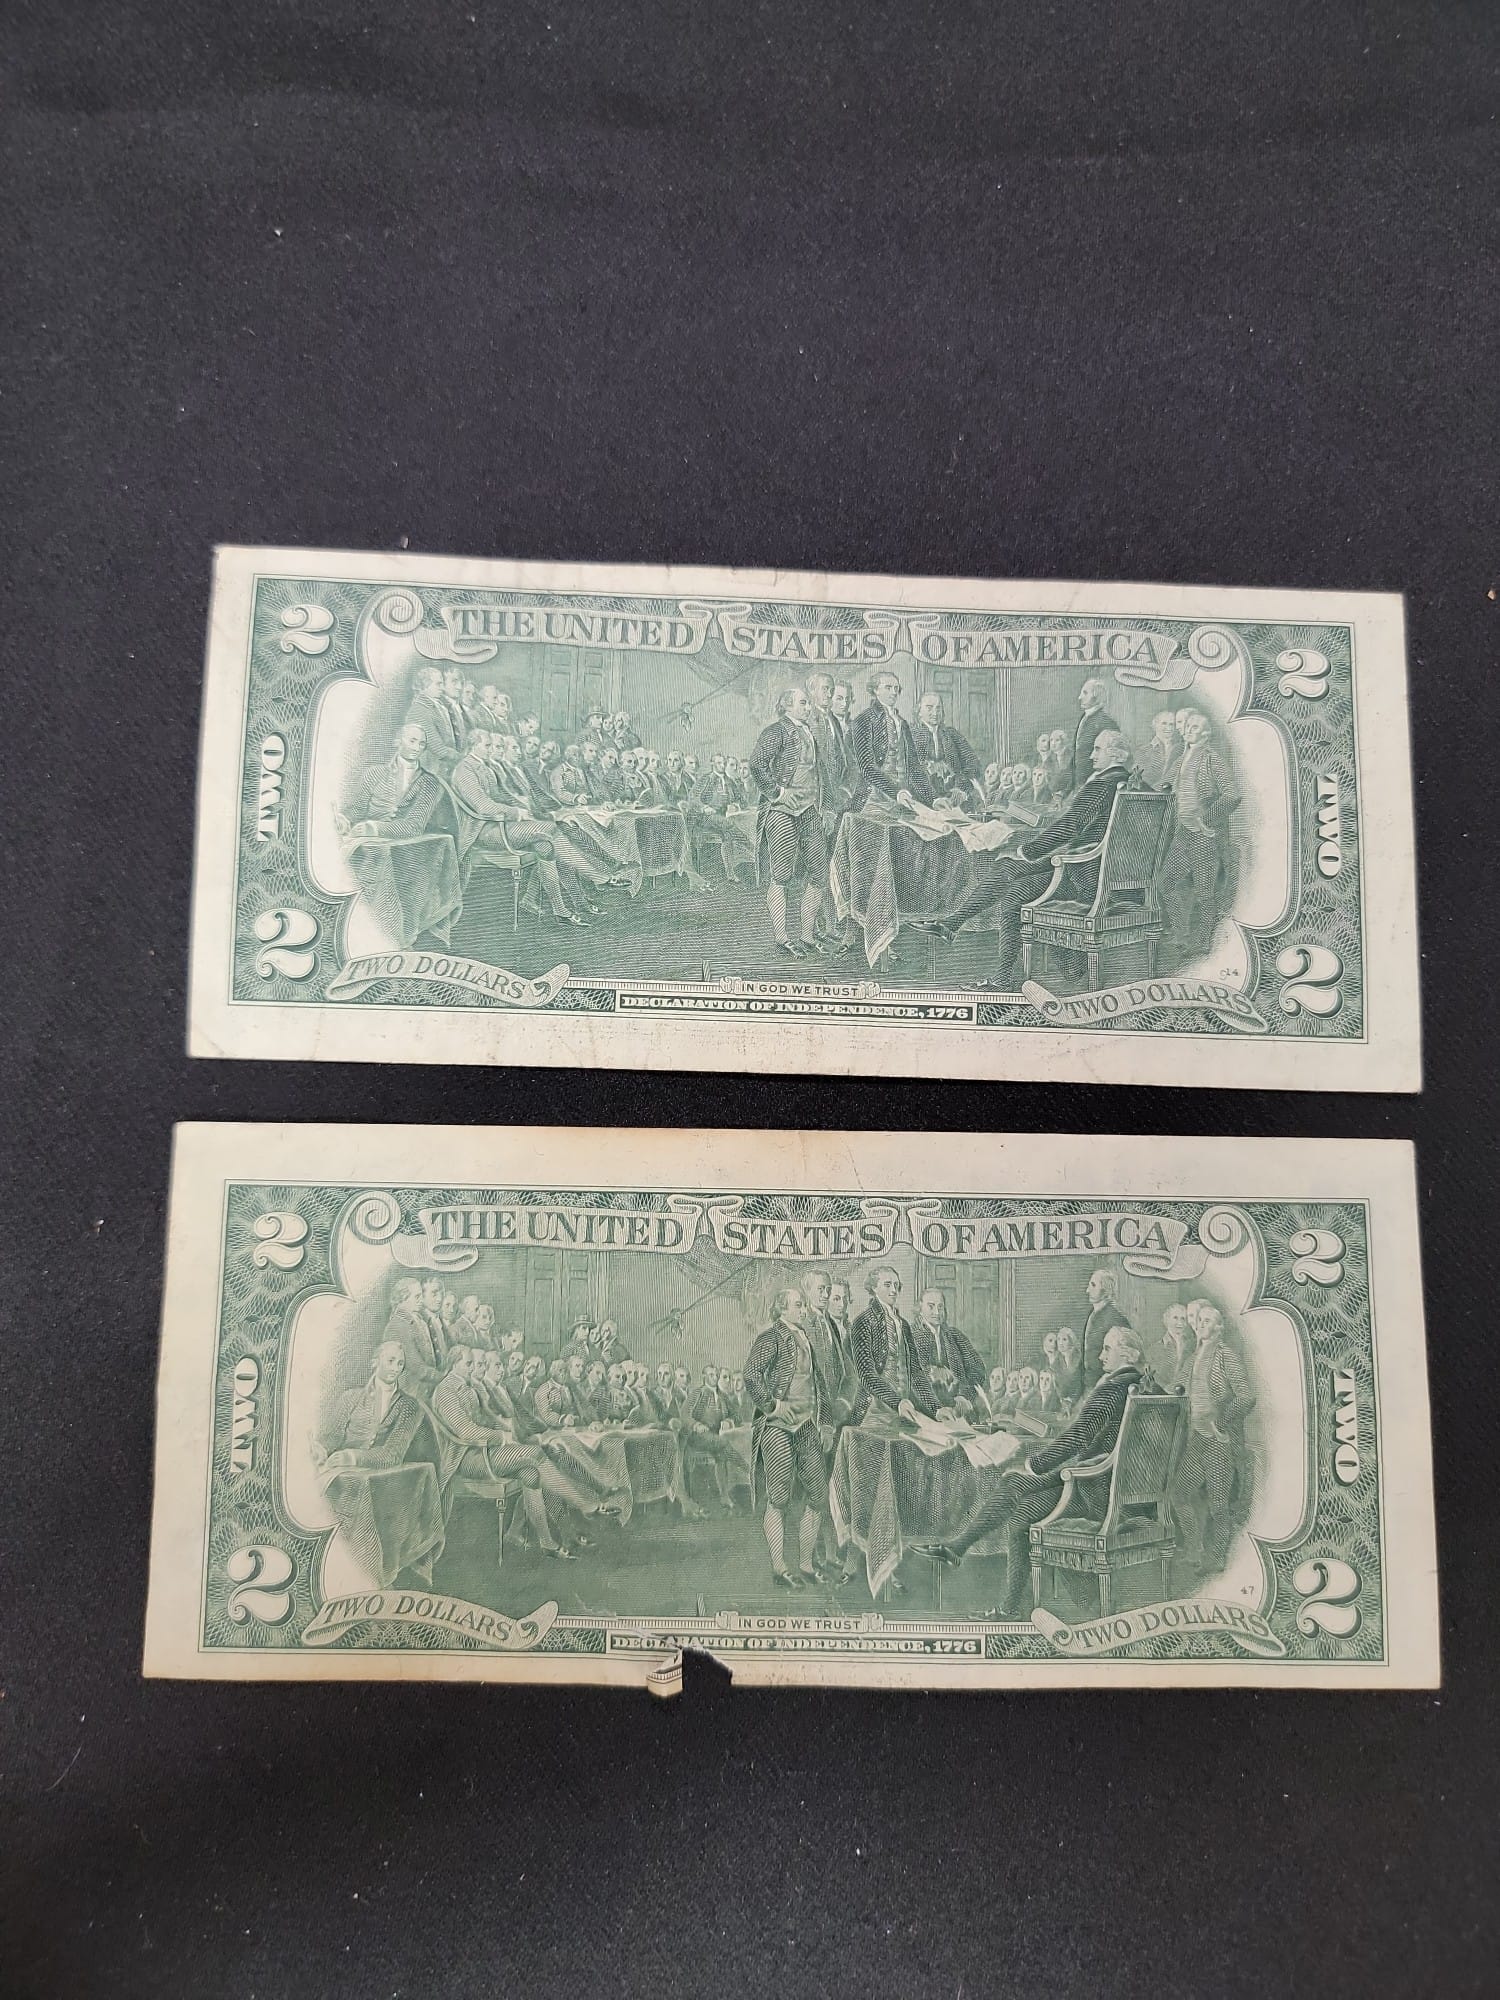 2 THE UNITED STATES OF AMERICA 2
TWO TWO
2 TWO DOLLARS IN GOD WE TRUST TWO DOLLARS 2
DECLARATION OF INDEPENDENCE, 1776
2 THE UNITED STATES OF AMERICA 2
TWO TWO
47
2 TWO DOLLARS IN GOD WE TRUST TWO DOLLARS 2
DECLARATION OF INDEPENDENCE, 1776